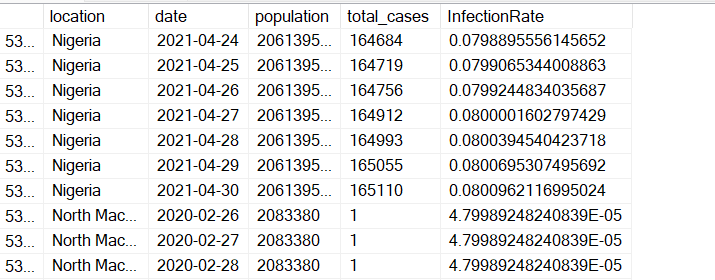 location date population total_cases InfectionRate
53... Nigeria 2021-04-24 2061395... 164684 0.0798895556145652
53... Nigeria 2021-04-25 2061395... 164719 0.0799065344008863
53... Nigeria 2021-04-26 2061395... 164756 0.0799244834035687
53... Nigeria 2021-04-27 2061395... 164912 0.0800001602797429
53... Nigeria 2021-04-28 2061395... 164993 0.0800394540423718
53... Nigeria 2021-04-29 2061395... 165055 0.0800695307495692
53... Nigeria 2021-04-30 2061395... 165110 0.0800962116995024
53... North Mac... 2020-02-26 2083380 1 4.79989248240839E-05
53... North Mac... 2020-02-27 2083380 1 4.79989248240839E-05
53... North Mac... 2020-02-28 2083380 1 4.79989248240839E-05